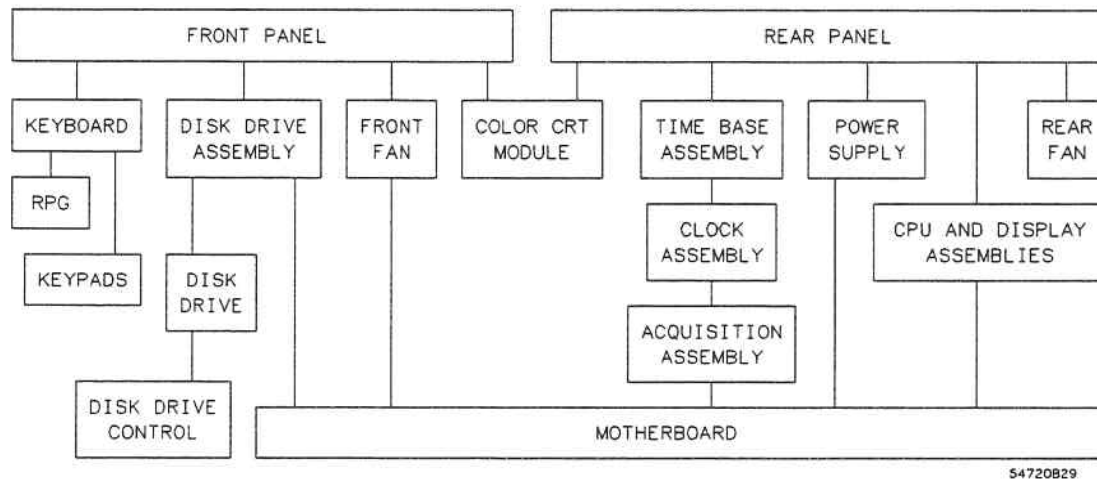 FRONT PANEL
REAR PANEL
KEYBOARD
DISK DRIVE
ASSEMBLY
FRONT
FAN
COLOR CRT
MODULE
TIME BASE
ASSEMBLY
POWER
SUPPLY
REAR
FAN
RPG
CLOCK
ASSEMBLY
CPU AND DISPLAY
ASSEMBLIES
KEYPADS
DISK
DRIVE
ACQUISITION
ASSEMBLY
DISK DRIVE
CONTROL
MOTHERBOARD
54720B29